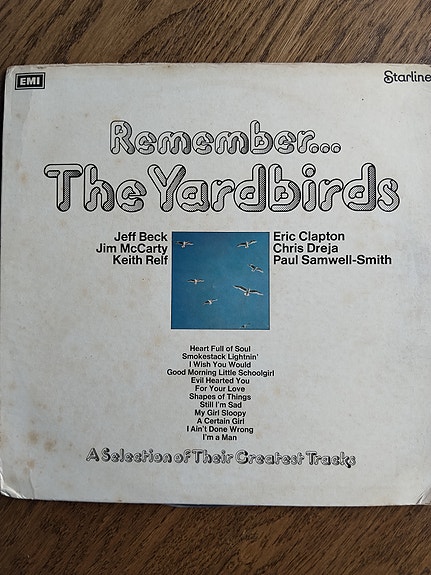 EMI
Starline
Remember...
The Yardbirds
Jeff Beck
Jim McCarty
Keith Relf
Eric Clapton
Chris Dreja
Paul Samwell-Smith
Heart Full of Soul
Smokestack Lightnin'
I Wish You Would
Good Morning Little Schoolgirl
Evil Hearted You
For Your Love
Shapes of Things
Still I'm Sad
My Girl Sloopy
A Certain Girl
I Ain't Done Wrong
I'm a Man
A Selection of Their Greatest Tracks